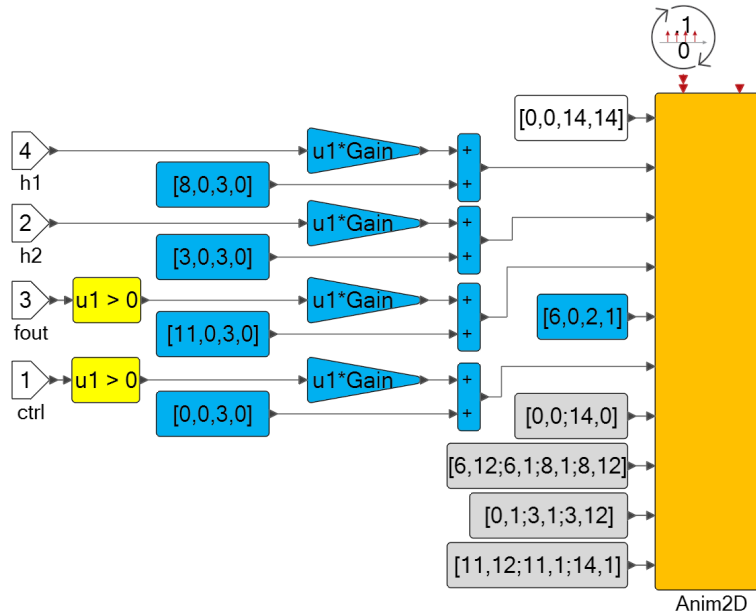 .1
0
[0,0,14,14]
4
h1
u1*Gain
+
+
[8,0,3,0]
2
h2
u1*Gain
+
+
[3,0,3,0]
3
fout
u1 > 0
u1*Gain
+
+
[11,0,3,0]
[6,0,2,1]
1
ctrl
u1 > 0
u1*Gain
+
+
[0,0,3,0]
[0,0;14,0]
[6,12;6,1;8,1;8,12]
[0,1;3,1;3,12]
[11,12;11,1;14,1]
Anim2D